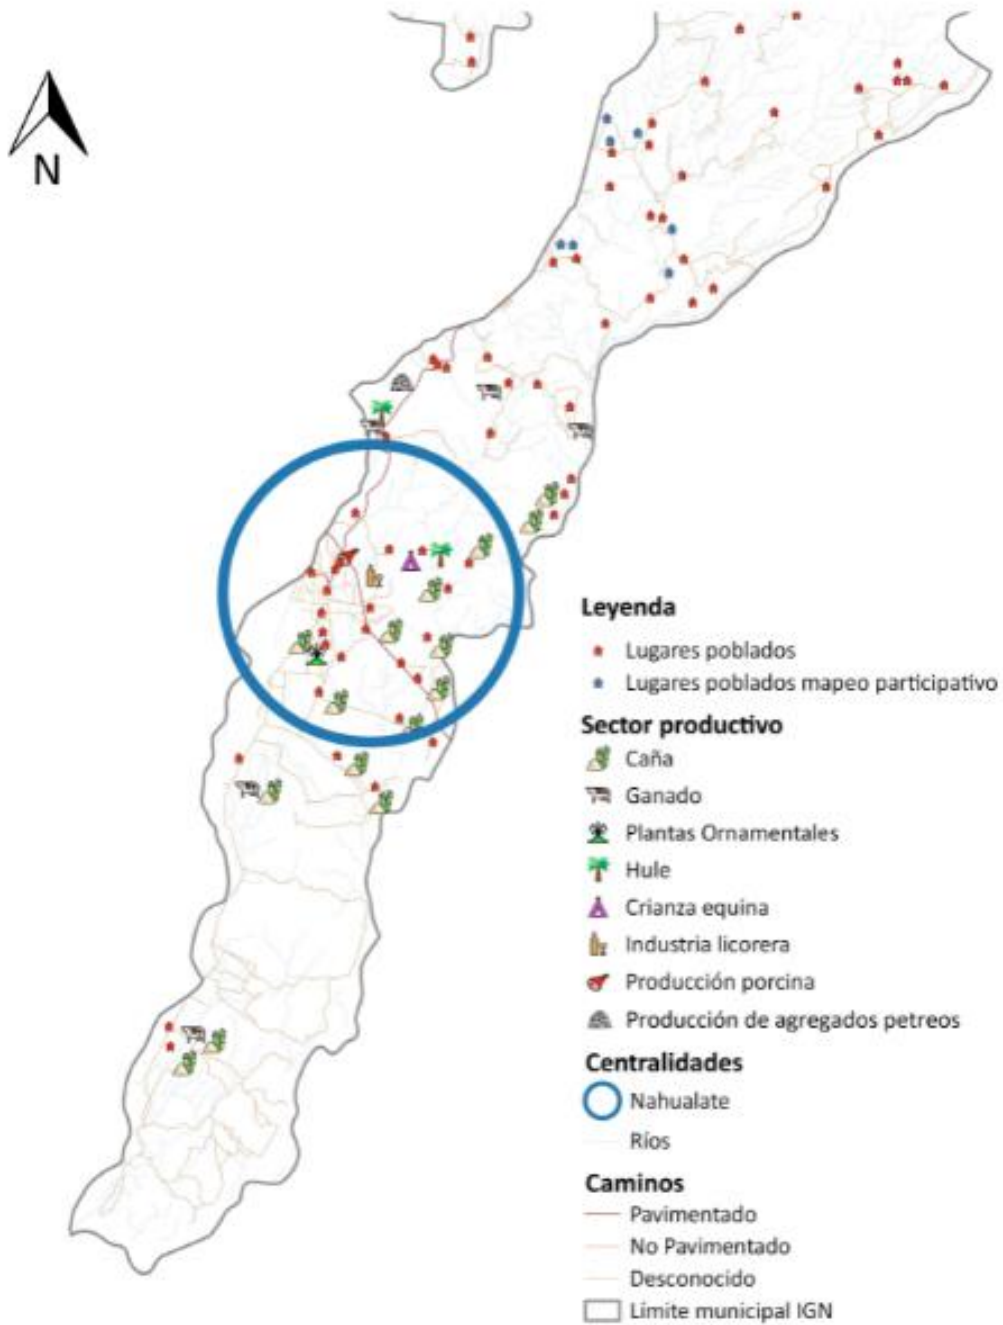 N
Leyenda
Lugares poblados
Lugares poblados mapeo participativo
Sector productivo
Caña
Ganado
Plantas Ornamentales
Hule
Crianza equina
Industria licorera
Producción porcina
Producción de agregados petreos
Centralidades
Nahualate
Ríos
Caminos
Pavimentado
No Pavimentado
Desconocido
Límite municipal IGN